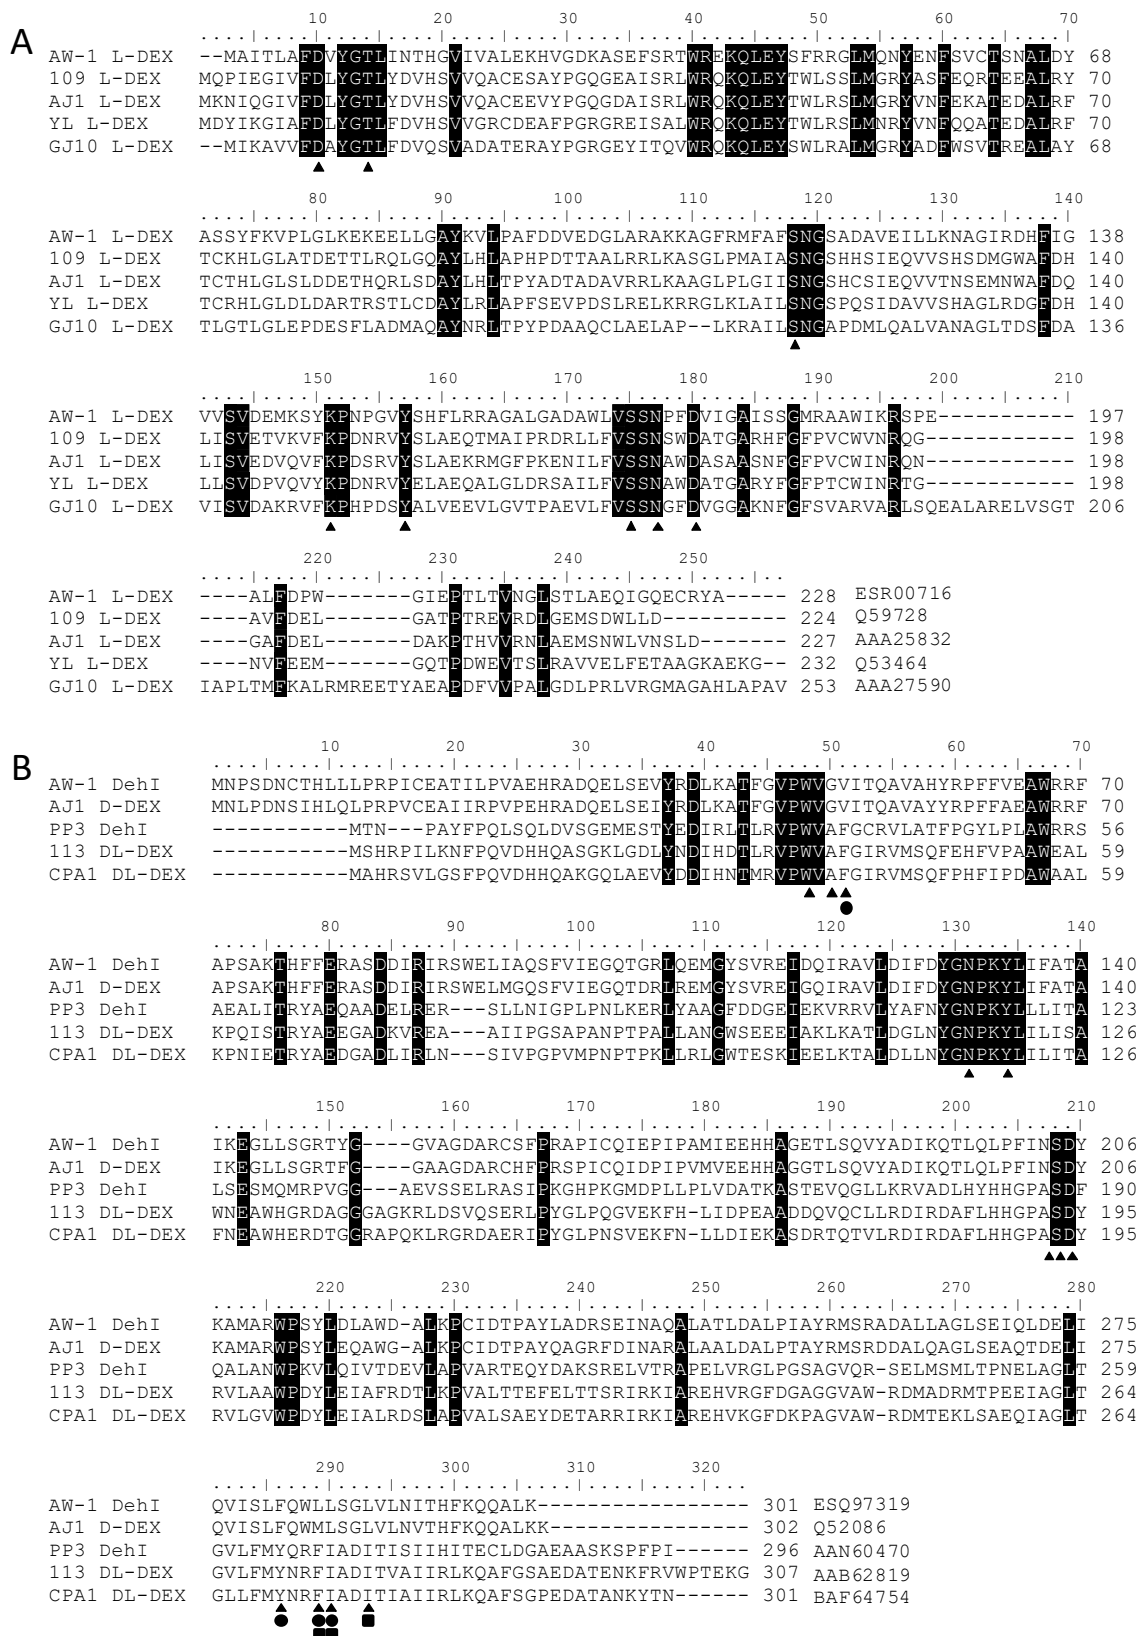 A
10 20 30 40 50 60 70
....|....|....|....|....|....|....|....|....|....|....|....|....|....|
AW-1 L-DEX --MAITLAFDVYGTLINTHGVIVALEKHVGDKASEFSRTWREKQLEYSFRRGLMQNYENFSVCTSNALDY 68
109 L-DEX MQPIEGIVFDLYGTLYDVHSVVQACESAYPGQGEAISRLWRQKQLEYTWLSSLMGRYASFEQRTEEALRY 70
AJ1 L-DEX MKNIQGIVFDLYGTLYDVHSVVQACEEVYPGQGDAISRLWRQKQLEYTWLRSLMGRYVNFEKATEDALRF 70
YL L-DEX MDYIKGIAFDLYGTLFDVHSVVGRCDEAFPGRGREISALWRQKQLEYTWLRSLMNRYVNFQQATEDALRF 70
GJ10 L-DEX --MIKAVVFDAYGTLFDVQSVADATERAYPGRGEYITQVWRQKQLEYSWLRALMGRYADFWSVTREALAY 68
80 90 100 110 120 130 140
....|....|....|....|....|....|....|....|....|....|....|....|....|....|
AW-1 L-DEX ASSYFKVPLGLKEKEELLGAYKVLPAFDDVEDGLARAKKAGFRMFAFSNGSADAVEILLKNAGIRDHFIG 138
109 L-DEX TCKHLGLATDETTLRQLGQAYLHLAPHPDTTAALRRLKASGLPMAIASNGSHHSIEQVVSHSDMGWAFDH 140
AJ1 L-DEX TCTHLGLSLDDETHQRLSDAYLHLTPYADTADAVRRLKAAGLPLGIISNGSHCSIEQVVTNSEMNWAFDQ 140
YL L-DEX TCRHLGLDLDARTRSTLCDAYLRLAPFSEVPDSLRELKRRGLKLAILSNGSPQSIDAVVSHAGLRDGFDH 140
GJ10 L-DEX TLGTLGLEPDESFLADMAQAYNRLTPYPDAAQCLAELAP--LKRAILSNGAPDMLQALVANAGLTDSFDA 136
150 160 170 180 190 200 210
....|....|....|....|....|....|....|....|....|....|....|....|....|....|
AW-1 L-DEX VVSVDEMKSYKPNPGVYSHFLRRAGALGADAWLVSSNPFDVIGAISSGMRAAWIKRSPE----------- 197
109 L-DEX LISVETVKVFKPDNRVYSLAEQTMAIPRDRLLFVSSNSWDATGARHFGFPVCWVNRQG------------ 198
AJ1 L-DEX LISVEDVQVFKPDSRVYSLAEKRMGFPKENILFVSSNAWDASAASNFGFPVCWINRQN------------ 198
YL L-DEX LLSVDPVQVYKPDNRVYELAEQALGLDRSAILFVSSNAWDATGARYFGFPTCWINRTG------------ 198
GJ10 L-DEX VISVDAKRVFKPHPDSYALVEEVLGVTPAEVLFVSSNGFDVGGAKNFGFSVARVARLSQEALARELVSGT 206
220 230 240 250
....|....|....|....|....|....|....|....|....|..
AW-1 L-DEX ----ALFDPW-------GIEPTLTVNGLSTLAEQIGQECRYA----- 228 ESR00716
109 L-DEX ----AVFDEL-------GATPTREVRDLGEMSDWLLD---------- 224 Q59728
AJ1 L-DEX ----GAFDEL-------DAKPTHVVRNLAEMSNWLVNSLD------- 227 AAA25832
YL L-DEX ----NVFEEM-------GQTPDWEVTSLRAVVELFETAAGKAEKG-- 232 Q53464
GJ10 L-DEX IAPLTMFKALRMREETYAEAPDFVVPALGDLPRLVRGMAGAHLAPAV 253 AAA27590
B
10 20 30 40 50 60 70
....|....|....|....|....|....|....|....|....|....|....|....|....|....|
AW-1 DehI MNPSDNCTHLLLPRPICEATILPVAEHRADQELSEVYRDLKATFGVPWVGVITQAVAHYRPFFVEAWRRF 70
AJ1 D-DEX MNLPDNSIHLQLPRPVCEAIIRPVPEHRADQELSEIYRDLKATFGVPWVGVITQAVAYYRPFFAEAWRRF 70
PP3 DehI -----------MTN---PAYFPQLSQLDVSGEMESTYEDIRLTLRVPWVAFGCRVLATFPGYLPLAWRRS 56
113 DL-DEX -----------MSHRPILKNFPQVDHHQASGKLGDLYNDIHDTLRVPWVAFGIRVMSQFEHFVPAAWEAL 59
CPA1 DL-DEX -----------MAHRSVLGSFPQVDHHQAKGQLAEVYDDIHNTMRVPWVAFGIRVMSQFPHFIPDAWAAL 59
80 90 100 110 120 130 140
....|....|....|....|....|....|....|....|....|....|....|....|....|....|
AW-1 DehI APSAKTHFFERASDDIRIRSWELIAQSFVIEGQTGRLQEMGYSVREIDQIRAVLDIFDYGNPKYLIFATA 140
AJ1 D-DEX APSAKTHFFERASDDIRIRSWELMGQSFVIEGQTDRLREMGYSVREIGQIRAVLDIFDYGNPKYLIFATA 140
PP3 DehI AEALITRYAEQAADELRER---SLLNIGPLPNLKERLYAAGFDDGEIEKVRRVLYAFNYGNPKYLLLITA 123
113 DL-DEX KPQISTRYAEEGADKVREA---AIIPGSAPANPTPALLANGWSEEEIAKLKATLDGLNYGNPKYLILISA 126
CPA1 DL-DEX KPNIETRYAEDGADLIRLN---SIVPGPVMPNPTPKLLRLGWTESKIEELKTALDLLNYGNPKYLILITA 126
150 160 170 180 190 200 210
....|....|....|....|....|....|....|....|....|....|....|....|....|....|
AW-1 DehI IKEGLLSGRTYG----GVAGDARCSFPRAPICQIEPIPAMIEEHHAGETLSQVYADIKQTLQLPFINSDY 206
AJ1 D-DEX IKEGLLSGRTFG----GAAGDARCHFPRSPICQIDPIPVMVEEHHAGGTLSQVYADIKQTLQLPFINSDY 206
PP3 DehI LSESMQMRPVGG---AEVSSELRASIPKGHPKGMDPLLPLVDATKASTEVQGLLKRVADLHYHHGPASDF 190
113 DL-DEX WNEAWHGRDAGGGAGKRLDSVQSERLPYGLPQGVEKFH-LIDPEAADDQVQCLLRDIRDAFLHHGPASDY 195
CPA1 DL-DEX FNEAWHERDTGGRAPQKLRGRDAERIPYGLPNSVEKFN-LLDIEKASDRTQTVLRDIRDAFLHHGPASDY 195
220 230 240 250 260 270 280
....|....|....|....|....|....|....|....|....|....|....|....|....|....|
AW-1 DehI KAMARWPSYLDLAWD-ALKPCIDTPAYLADRSEINAQALATLDALPIAYRMSRADALLAGLSEIQLDELI 275
AJ1 D-DEX KAMARWPSYLEQAWG-ALKPCIDTPAYQAGRFDINARALAALDALPTAYRMSRDDALQAGLSEAQTDELI 275
PP3 DehI QALANWPKVLQIVTDEVLAPVARTEQYDAKSRELVTRAPELVRGLPGSAGVQR-SELMSMLTPNELAGLT 259
113 DL-DEX RVLAAWPDYLEIAFRDTLKPVALTTEFELTTSRIRKIAREHVRGFDGAGGVAW-RDMADRMTPEEIAGLT 264
CPA1 DL-DEX RVLGVWPDYLEIALRDSLAPVALSAEYDETARRIRKIAREHVKGFDKPAGVAW-RDMTEKLSAEQIAGLT 264
290 300 310 320
....|....|....|....|....|....|....|....|...
AW-1 DehI QVISLFQWLLSGLVLNITHFKQQALK----------------- 301 ESQ97319
AJ1 D-DEX QVISLFQWMLSGLVLNVTHFKQQALKK---------------- 302 Q52086
PP3 DehI GVLFMYQRFIADITISIIHITECLDGAEAASKSPFPI------ 296 AAN60470
113 DL-DEX GVLFMYNRFIADITVAIIRLKQAFGSAEDATENKFRVWPTEKG 307 AAB62819
CPA1 DL-DEX GLLFMYNRFIADITIAIIRLKQAFSGPEDATANKYTN------ 301 BAF64754